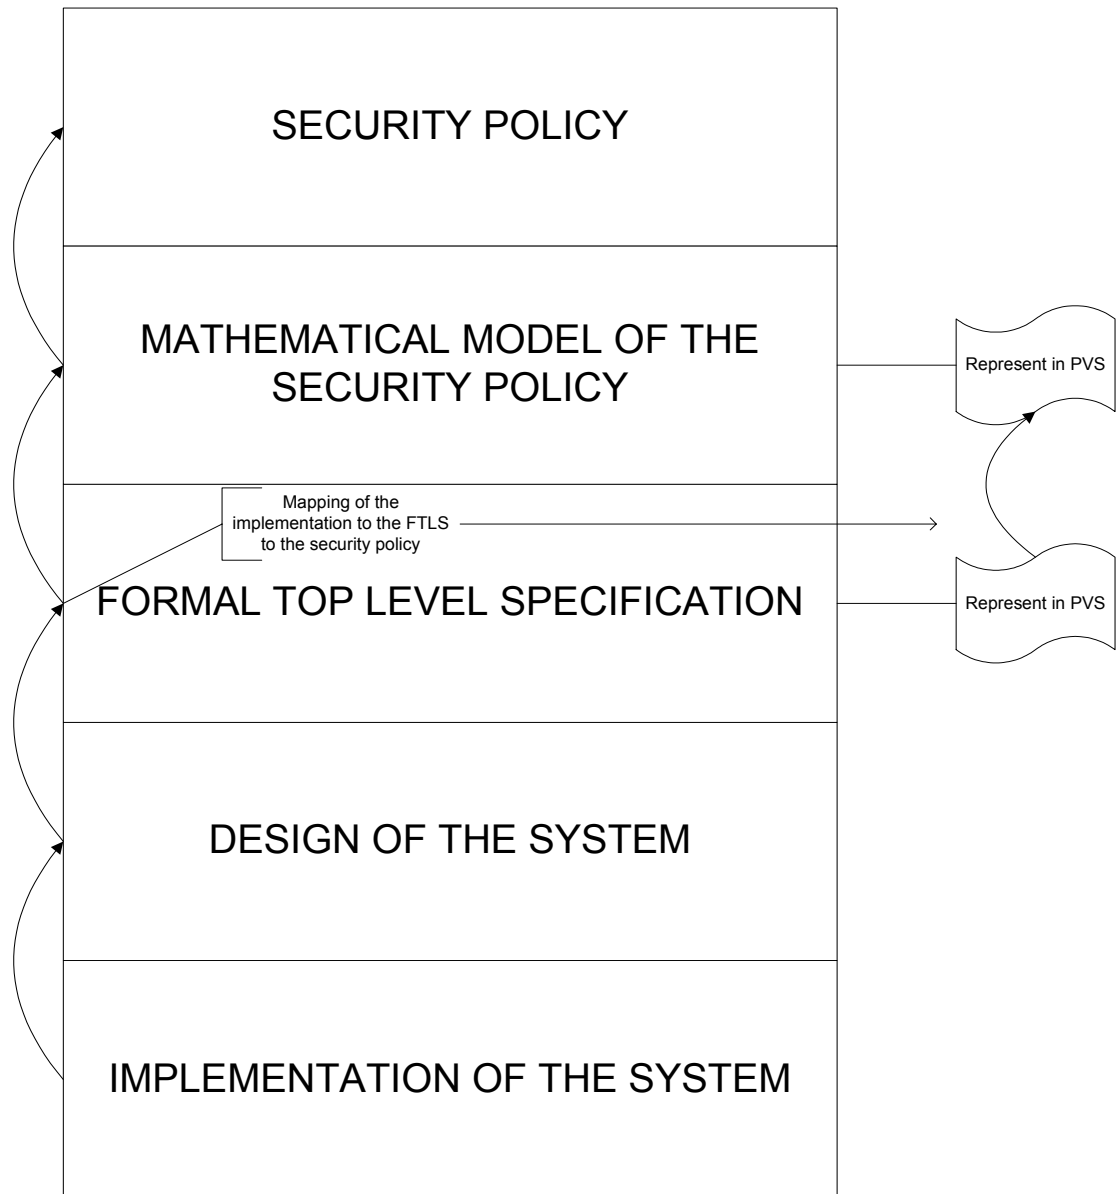 SECURITY POLICY
MATHEMATICAL MODEL OF THE
SECURITY POLICY
Represent in PVS
Mapping of the
implementation to the FTLS
to the security policy
FORMAL TOP LEVEL SPECIFICATION
Represent in PVS
DESIGN OF THE SYSTEM
IMPLEMENTATION OF THE SYSTEM